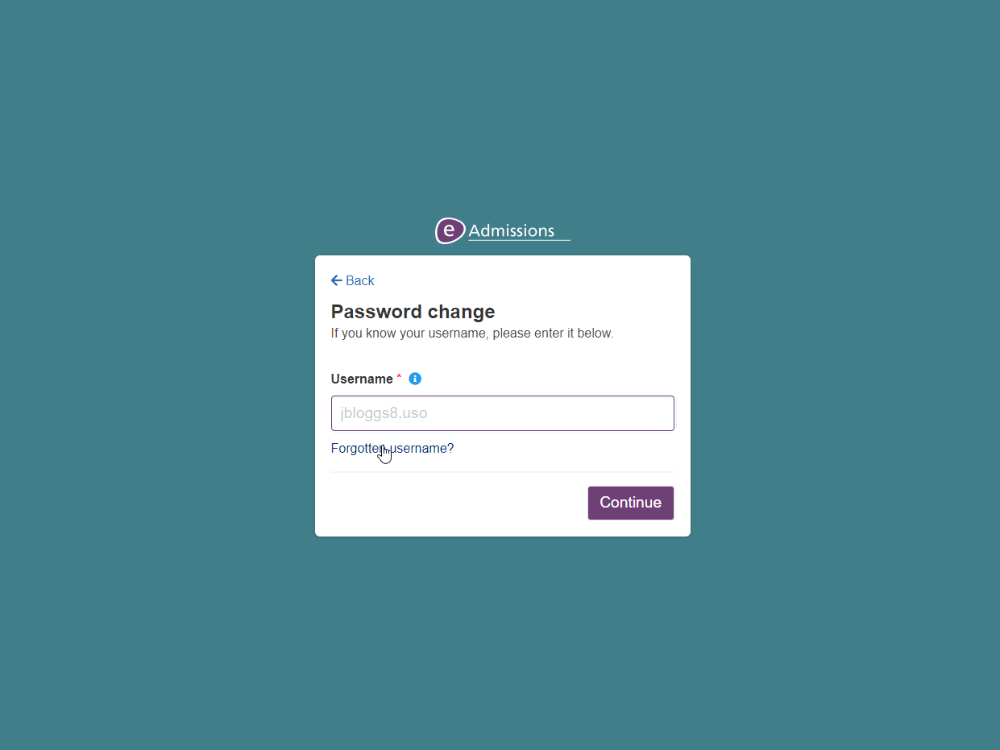 e Admissions
Back
Password change
If you know your username, please enter it below.
Username *
jbloggs8.uso
Forgotten username?
Continue